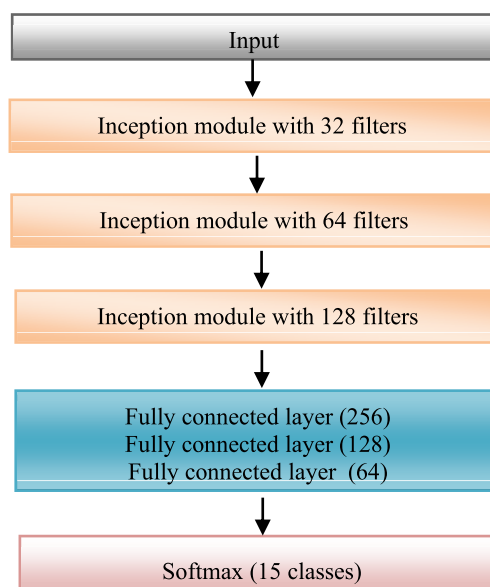 Input
Inception module with 32 filters
Inception module with 64 filters
Inception module with 128 filters
Fully connected layer (256)
Fully connected layer (128)
Fully connected layer (64)
Softmax (15 classes)